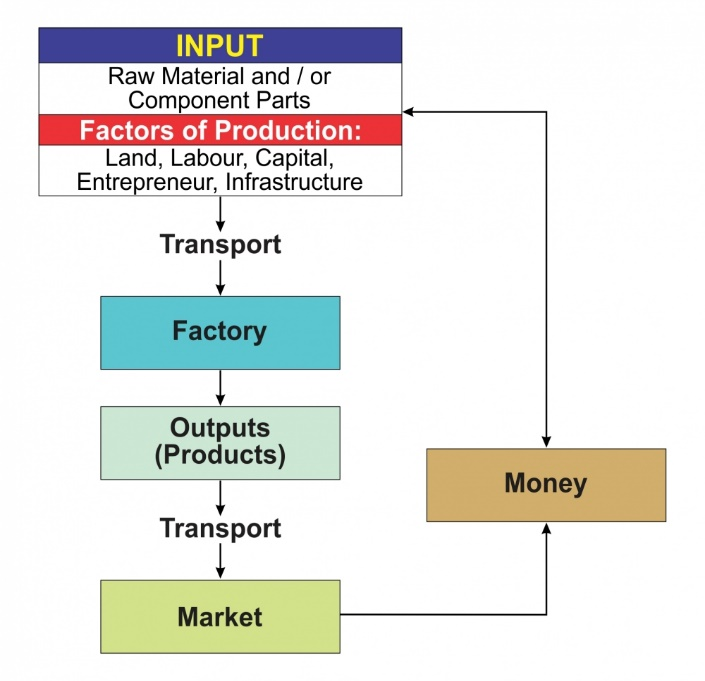 INPUT
Raw Material and / or
Component Parts
Factors of Production:
Land, Labour, Capital,
Entrepreneur, Infrastructure
Transport
Factory
Outputs
(Products)
Transport
Market
Money